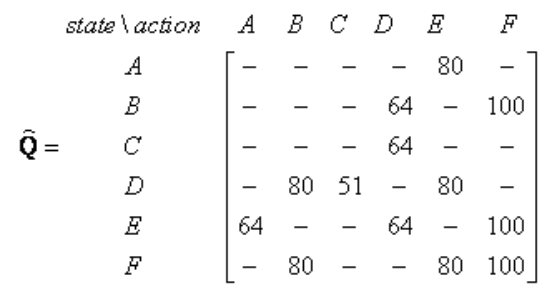 state \ action A B C D E F
A – – – – 80 –
B – – – 64 – 100
Q̂ = C – – – 64 – –
D – 80 51 – 80 –
E 64 – – 64 – 100
F – 80 – – 80 100